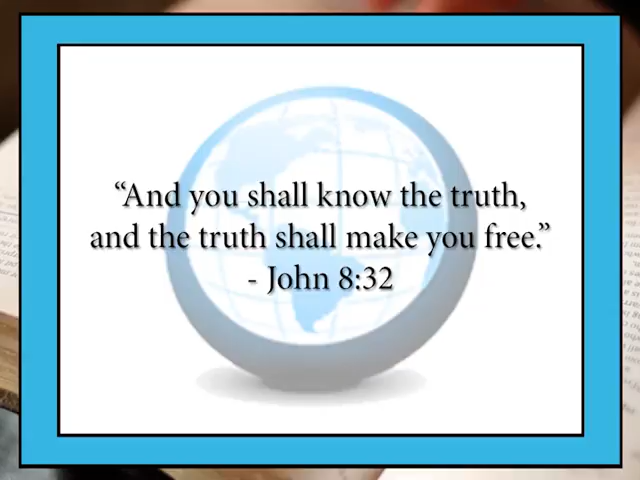 “And you shall know the truth,
and the truth shall make you free.”
- John 8:32